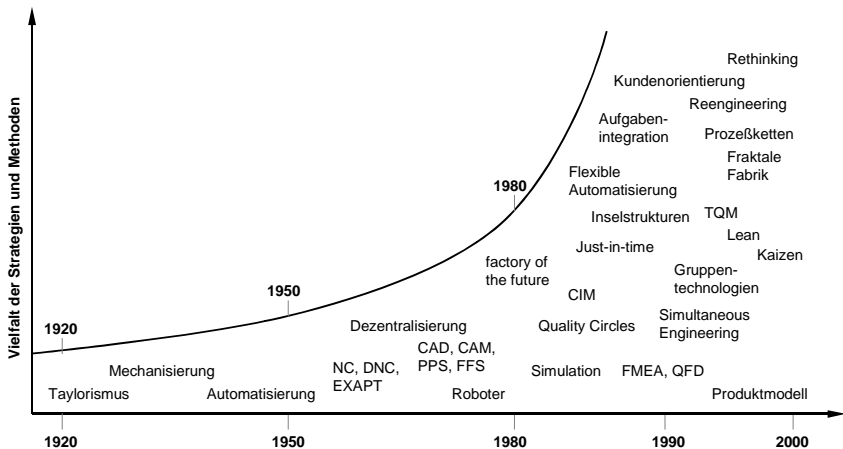 Vielfalt der Strategien und Methoden
Rethinking
Kundenorientierung
Reengineering
Aufgaben-
integration
Prozeßketten
Fraktale
Fabrik
Flexible
Automatisierung
1980
Inselstrukturen
TQM
Lean
Just-in-time
Kaizen
factory of
the future
Gruppen-
technologien
1950
CIM
Simultaneous
Engineering
1920
Dezentralisierung
Quality Circles
CAD, CAM,
PPS, FFS
NC, DNC,
EXAPT
Mechanisierung
Simulation
FMEA, QFD
Taylorismus
Automatisierung
Roboter
Produktmodell
1920
1950
1980
1990
2000